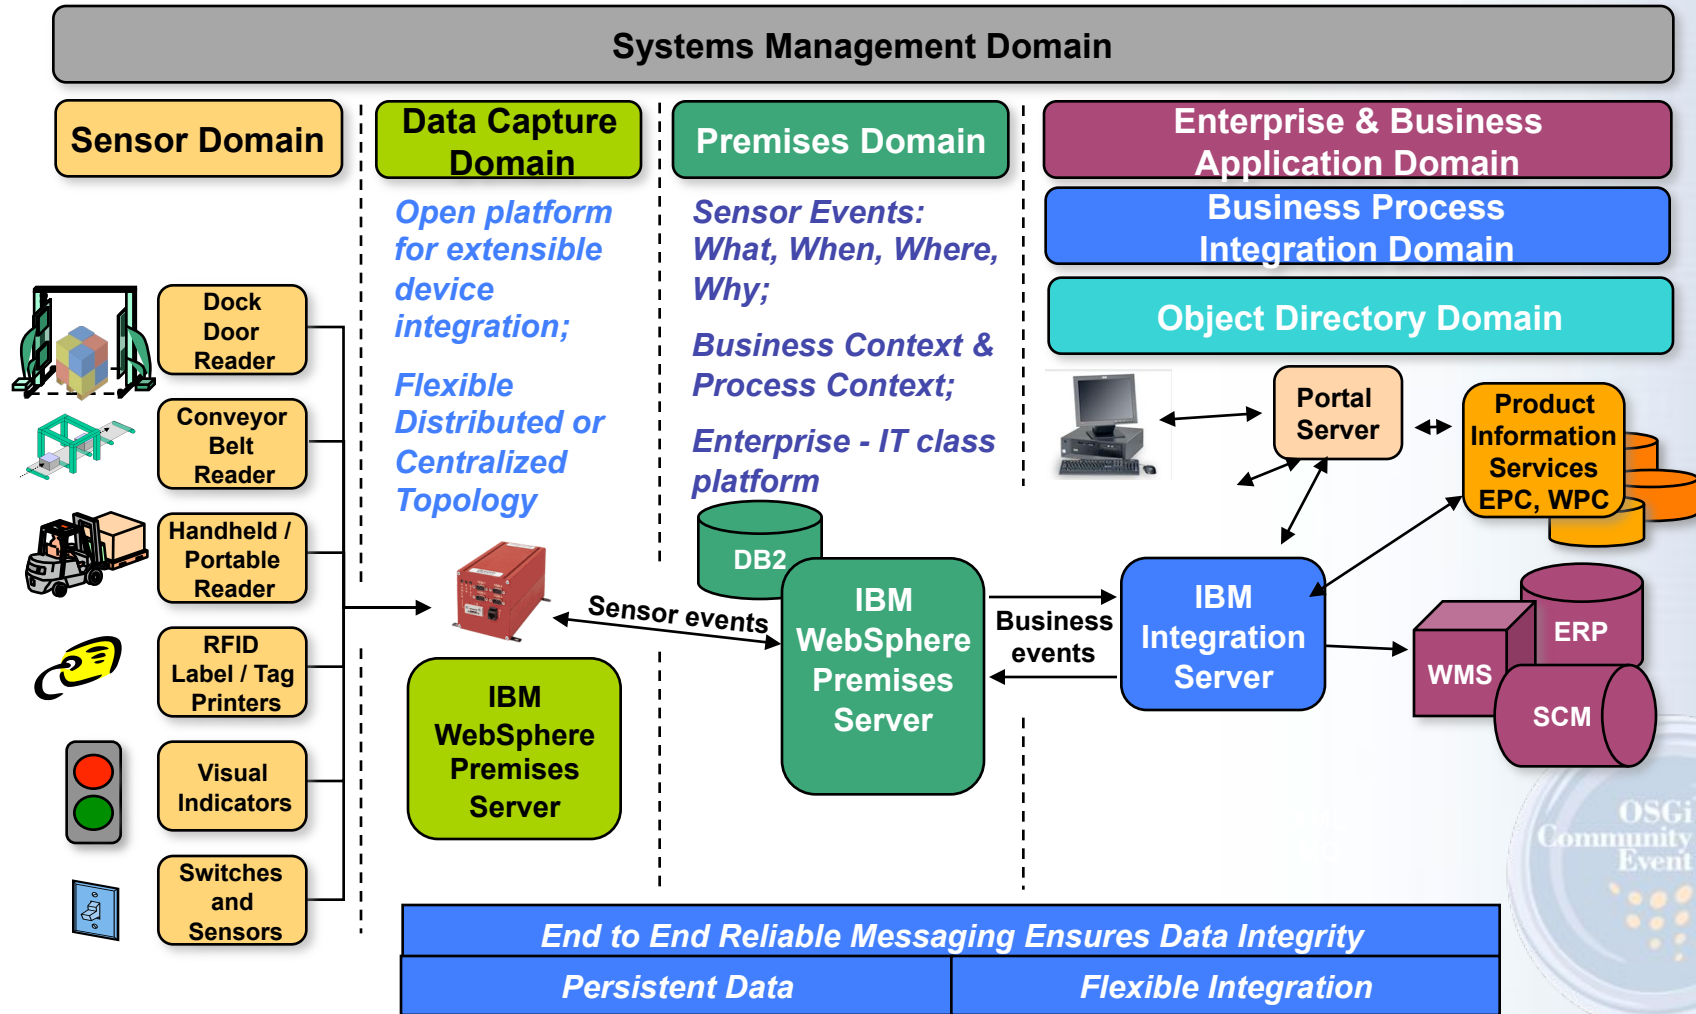 Systems Management Domain
Sensor Domain
Data Capture
Domain
Premises Domain
Enterprise & Business
Application Domain
Business Process
Integration Domain
Object Directory Domain
Open platform
for extensible
device
integration;
Flexible
Distributed or
Centralized
Topology
Sensor Events:
What, When, Where,
Why;
Business Context &
Process Context;
Enterprise - IT class
platform
Dock
Door
Reader
Conveyor
Belt
Reader
Handheld /
Portable
Reader
RFID
Label / Tag
Printers
Visual
Indicators
Switches
and
Sensors
IBM
WebSphere
Premises
Server
Sensor events
DB2
IBM
WebSphere
Premises
Server
Business
events
IBM
Integration
Server
Portal
Server
Product
Information
Services
EPC, WPC
ERP
WMS
SCM
OSGi
Community
Event
End to End Reliable Messaging Ensures Data Integrity
Persistent Data
Flexible Integration